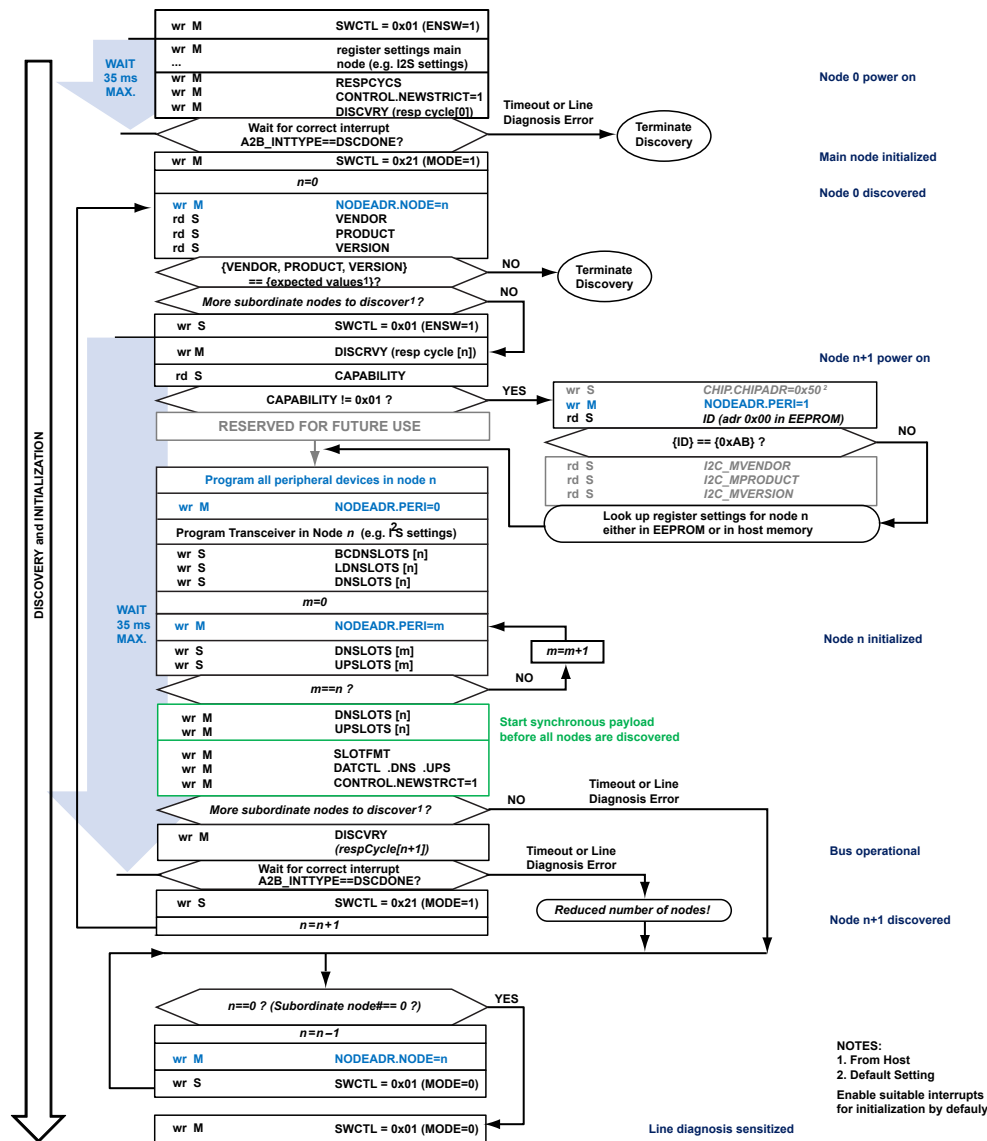 wr M SWCTL = 0x01 (ENSW=1)
wr M register settings main
... node (e.g. I2S settings)
WAIT
35 ms
MAX.
Node 0 power on
wr M RESPCYCS
wr M CONTROL.NEWSTRICT=1
wr M DISCVRY (resp cycle[0])
Timeout or Line
Diagnosis Error
Wait for correct interrupt
A2B_INTTYPE==DSCDONE?
Terminate
Discovery
wr M SWCTL = 0x21 (MODE=1)
Main node initialized
n=0
Node 0 discovered
wr M NODEADR.NODE=n
rd S VENDOR
rd S PRODUCT
rd S VERSION
{VENDOR, PRODUCT, VERSION}
== {expected values1}?
NO
Terminate
Discovery
More subordinate nodes to discover1?
NO
wr S SWCTL = 0x01 (ENSW=1)
wr M DISCRVY (resp cycle [n])
Node n+1 power on
rd S CAPABILITY
CAPABILITY != 0x01 ?
YES
wr S CHIP.CHIPADR=0x50 2
wr M NODEADR.PERI=1
rd S ID (adr 0x00 in EEPROM)
RESERVED FOR FUTURE USE
{ID} == {0xAB} ?
NO
rd S I2C_MVENDOR
rd S I2C_MPRODUCT
rd S I2C_MVERSION
Look up register settings for node n
either in EEPROM or in host memory
DISCOVERY and INITIALIZATION
Program all peripheral devices in node n
wr M NODEADR.PERI=0
Program Transceiver in Node n (e.g. I2S settings)
wr S BCDNSLOTS [n]
wr S LDNSLOTS [n]
wr S DNSLOTS [n]
m=0
WAIT
35 ms
MAX.
wr M NODEADR.PERI=m
Node n initialized
wr S DNSLOTS [m]
wr S UPSLOTS [m]
m=m+1
m==n ?
NO
wr M DNSLOTS [n]
wr M UPSLOTS [n]
Start synchronous payload
before all nodes are discovered
wr M SLOTFMT
wr M DATCTL .DNS .UPS
wr M CONTROL.NEWSTRCT=1
More subordinate nodes to discover1?
NO
Timeout or Line
Diagnosis Error
wr M DISCVRY
(respCycle[n+1])
Bus operational
Wait for correct interrupt
A2B_INTTYPE==DSCDONE?
Timeout or Line
Diagnosis Error
wr S SWCTL = 0x21 (MODE=1)
Reduced number of nodes!
Node n+1 discovered
n=n+1
n==0 ? (Subordinate node#== 0 ?)
YES
n=n–1
wr M NODEADR.NODE=n
wr S SWCTL = 0x01 (MODE=0)
NOTES:
1. From Host
2. Default Setting
Enable suitable interrupts
for initialization by defauly
wr M SWCTL = 0x01 (MODE=0)
Line diagnosis sensitized